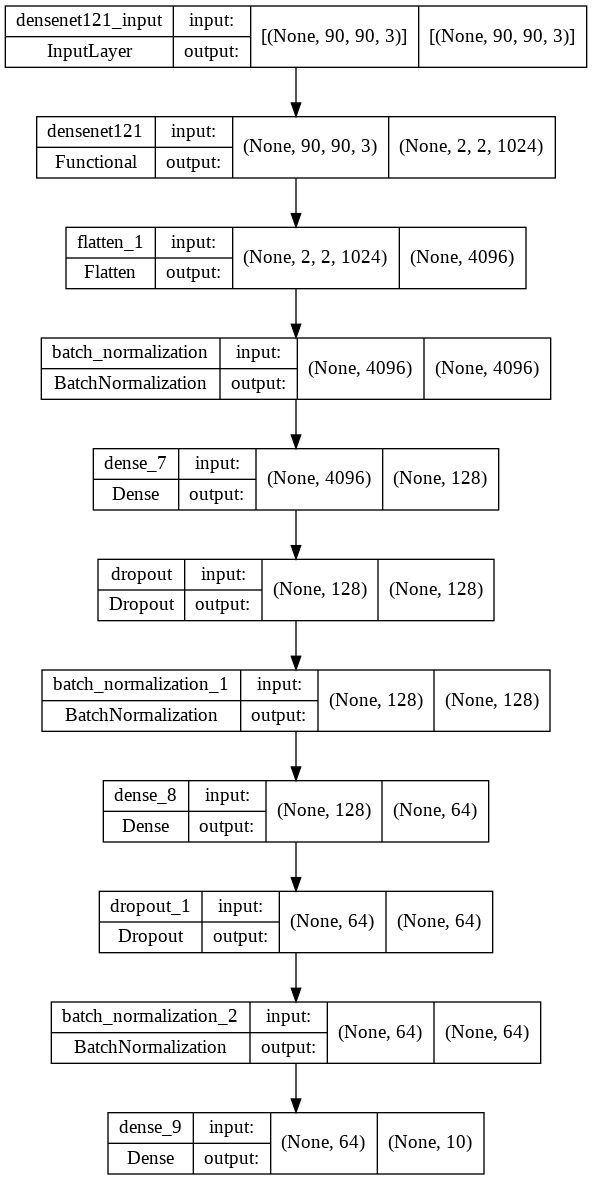 densenet121_input input: [(None, 90, 90, 3)] [(None, 90, 90, 3)]
InputLayer output:
densenet121 input: (None, 90, 90, 3) (None, 2, 2, 1024)
Functional output:
flatten_1 input: (None, 2, 2, 1024) (None, 4096)
Flatten output:
batch_normalization input: (None, 4096) (None, 4096)
BatchNormalization output:
dense_7 input: (None, 4096) (None, 128)
Dense output:
dropout input: (None, 128) (None, 128)
Dropout output:
batch_normalization_1 input: (None, 128) (None, 128)
BatchNormalization output:
dense_8 input: (None, 128) (None, 64)
Dense output:
dropout_1 input: (None, 64) (None, 64)
Dropout output:
batch_normalization_2 input: (None, 64) (None, 64)
BatchNormalization output:
dense_9 input: (None, 64) (None, 10)
Dense output: